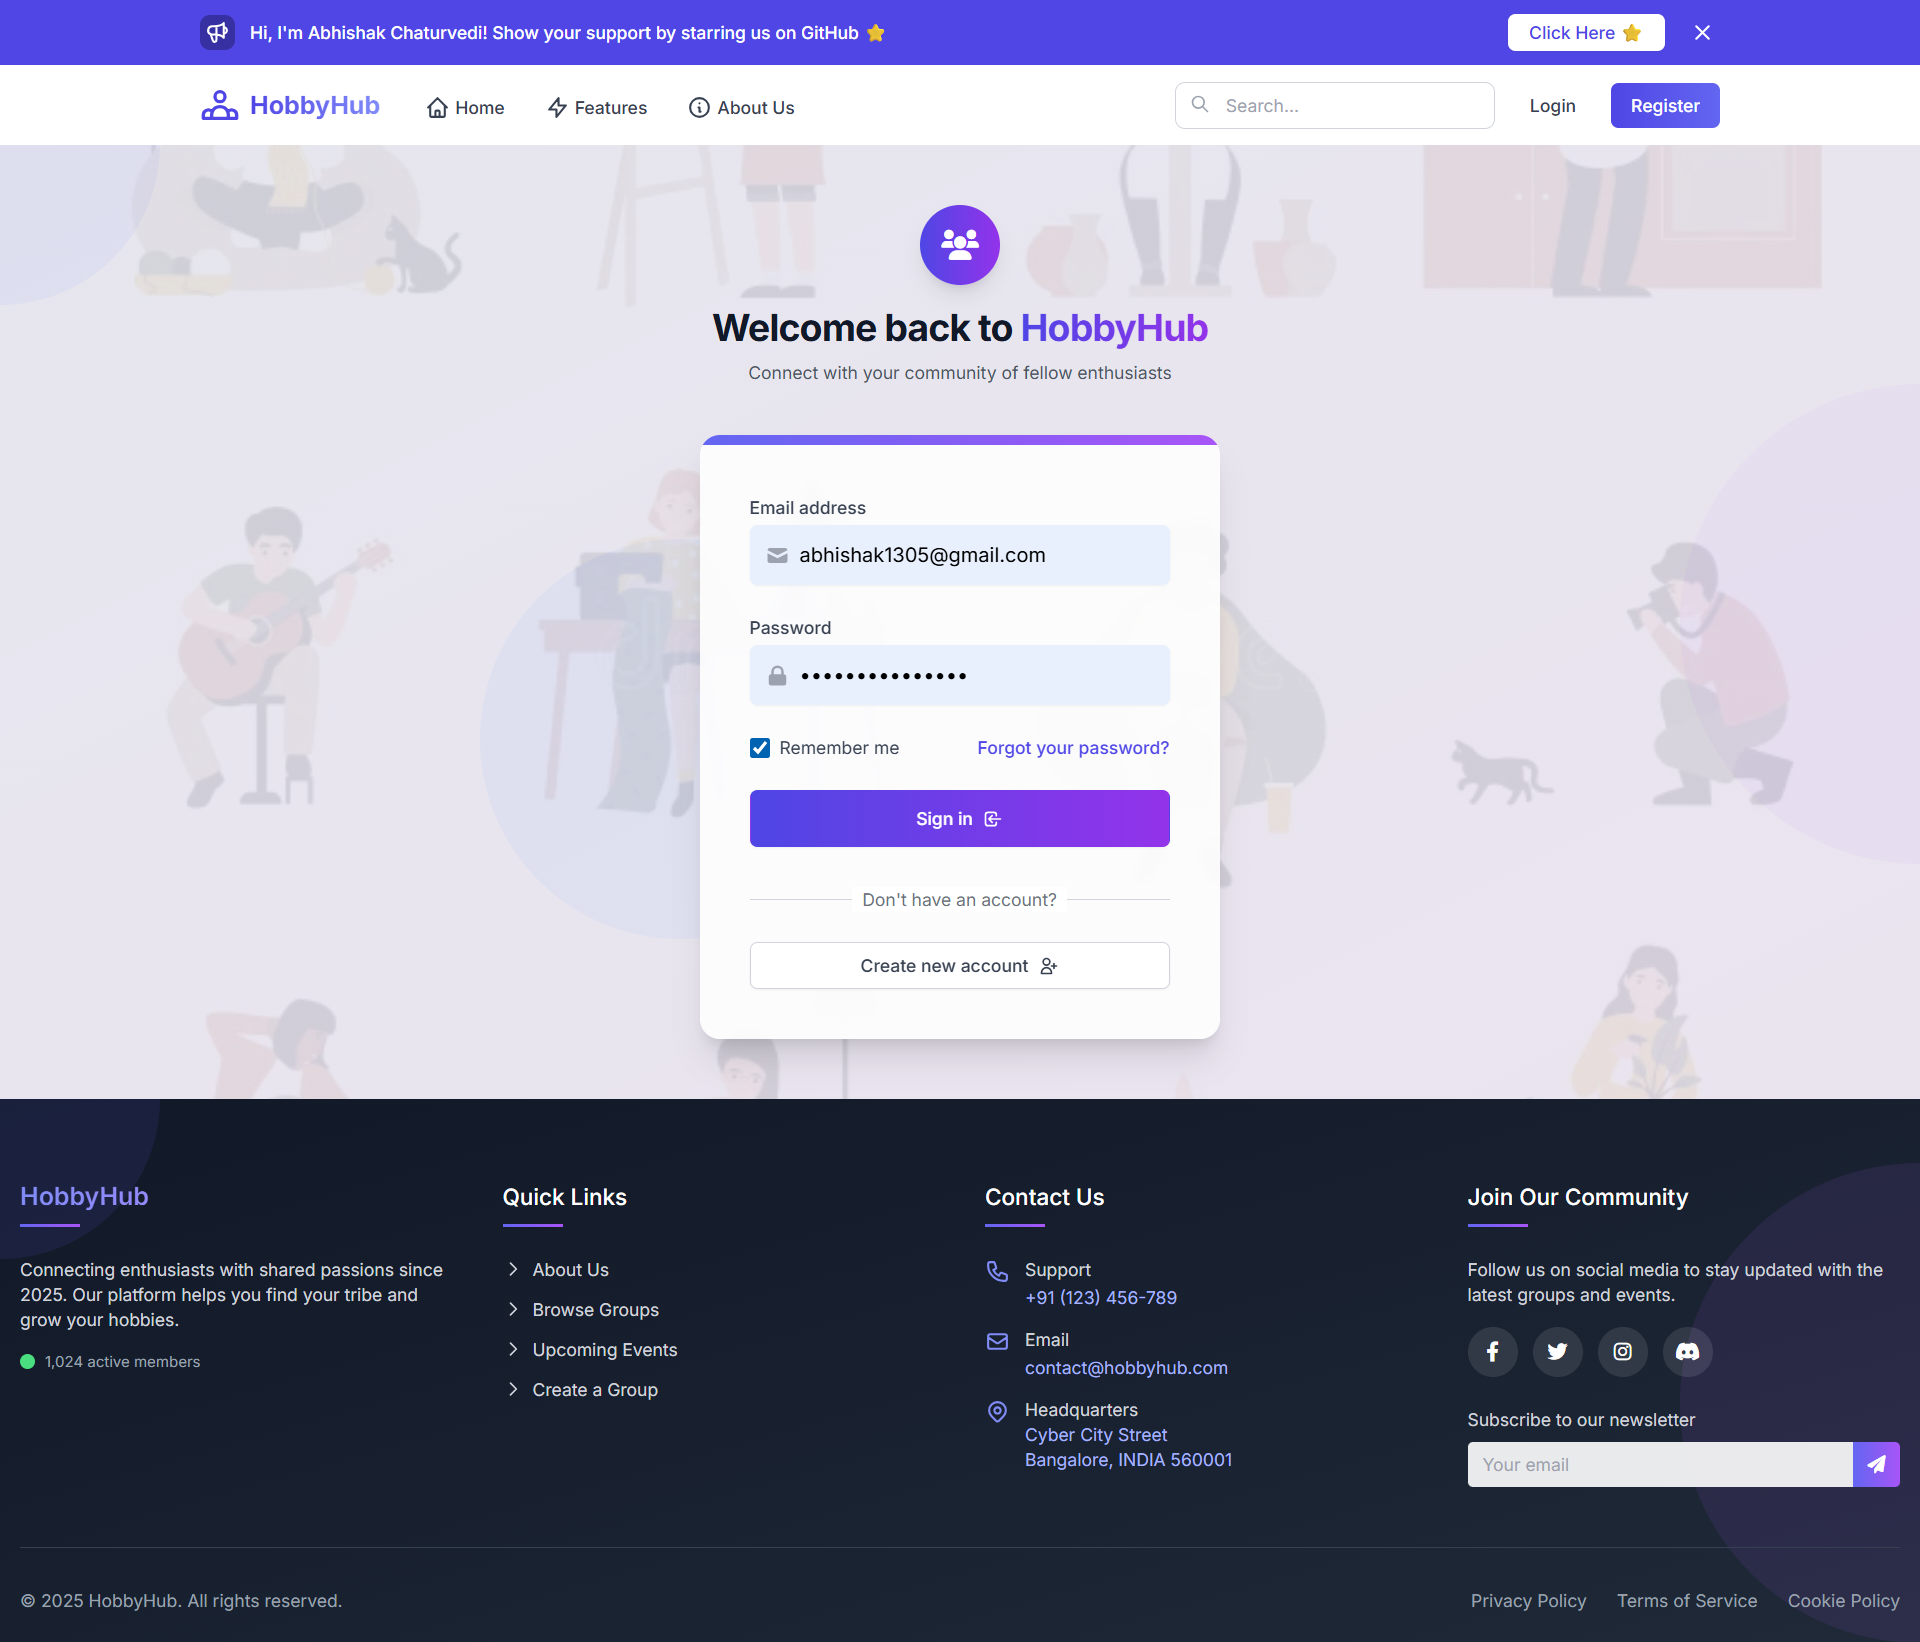 Hi, I'm Abhishak Chaturvedi! Show your support by starring us on GitHub ⭐
Click Here ⭐
HobbyHub
Home
Features
About Us
Search...
Login
Register
Welcome back to HobbyHub
Connect with your community of fellow enthusiasts
Email address
abhishak1305@gmail.com
Password
•••••••••••••••
Remember me
Forgot your password?
Sign in
Don't have an account?
Create new account
HobbyHub
Connecting enthusiasts with shared passions since
2025. Our platform helps you find your tribe and
grow your hobbies.
1,024 active members
Quick Links
About Us
Browse Groups
Upcoming Events
Create a Group
Contact Us
Support
+91 (123) 456-789
Email
contact@hobbyhub.com
Headquarters
Cyber City Street
Bangalore, INDIA 560001
Join Our Community
Follow us on social media to stay updated with the
latest groups and events.
Subscribe to our newsletter
Your email
© 2025 HobbyHub. All rights reserved.
Privacy Policy
Terms of Service
Cookie Policy